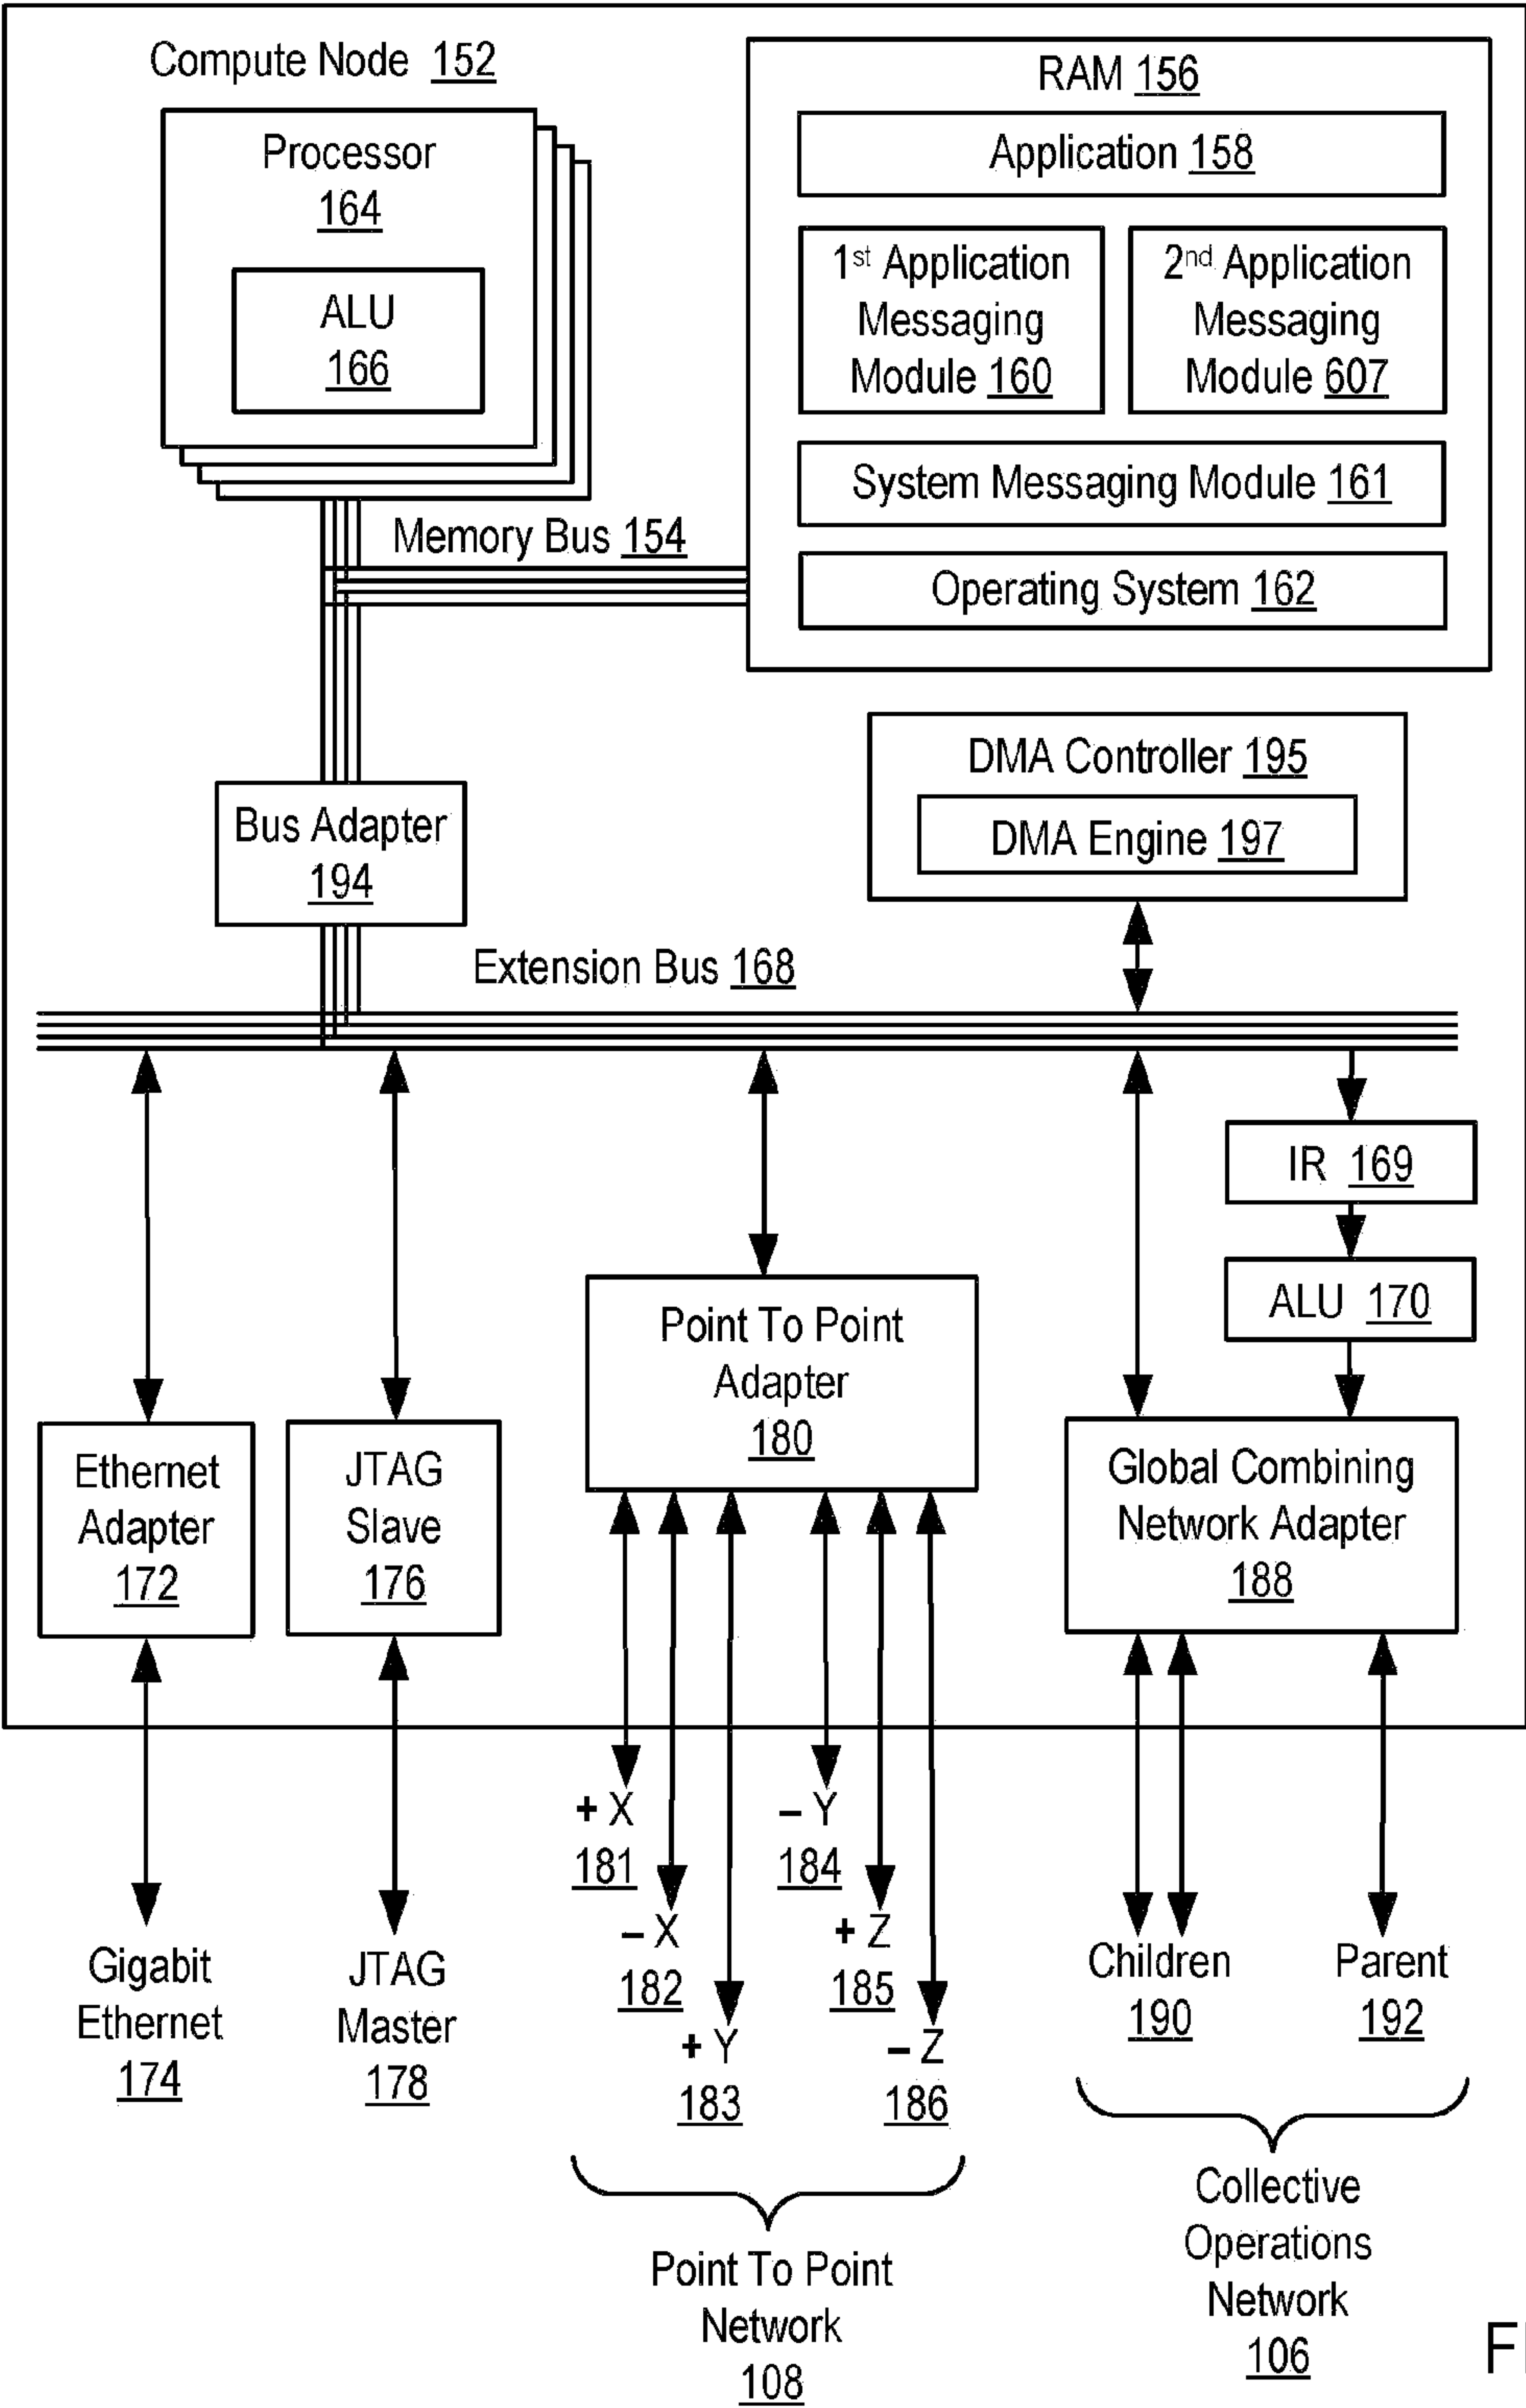 Compute Node 152
Processor
164
ALU
166
RAM 156
Application 158
1st Application
Messaging
Module 160
2nd Application
Messaging
Module 607
System Messaging Module 161
Operating System 162
Memory Bus 154
DMA Controller 195
DMA Engine 197
Bus Adapter
194
Extension Bus 168
IR 169
ALU 170
Point To Point
Adapter
180
Ethernet
Adapter
172
JTAG
Slave
176
Global Combining
Network Adapter
188
+ X
181
– X
182
+ Y
183
– Y
184
+ Z
185
– Z
186
Gigabit
Ethernet
174
JTAG
Master
178
Children
190
Parent
192
Point To Point
Network
108
Collective
Operations
Network
106